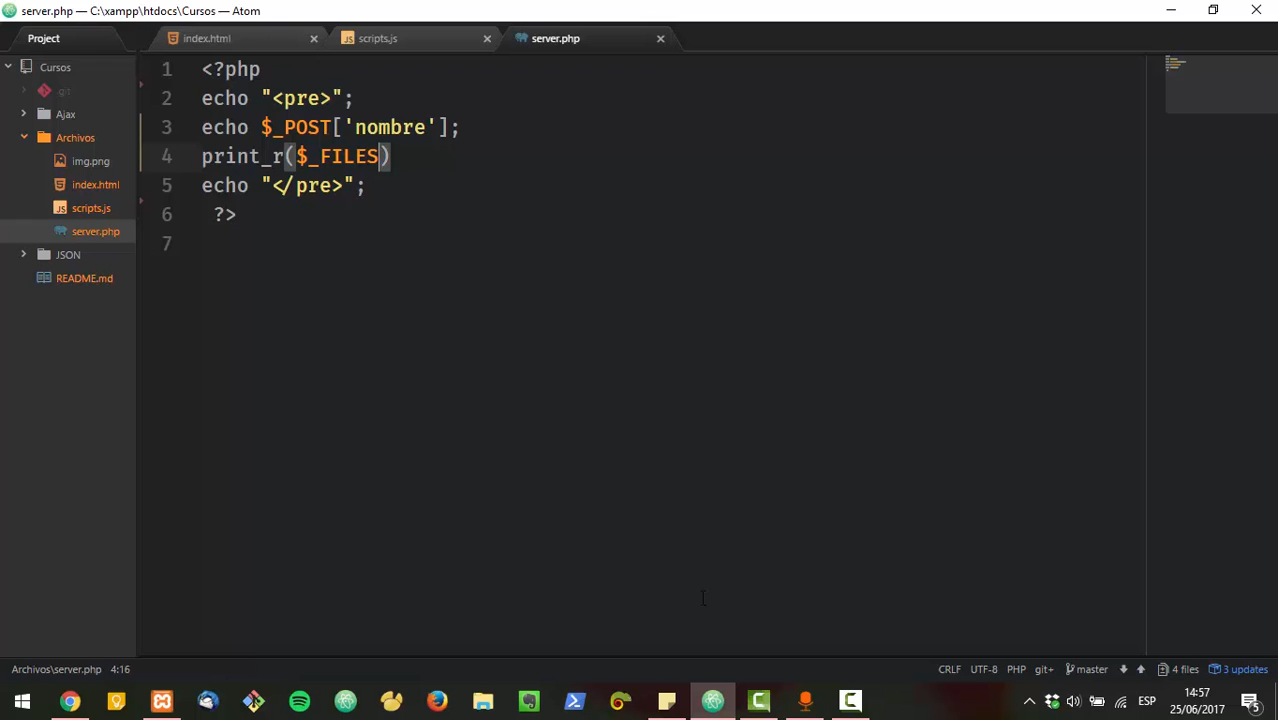 server.php — C:\xampp\htdocs\Cursos — Atom
Project
index.html
scripts.js
server.php
Cursos
.git
Ajax
Archivos
img.png
index.html
scripts.js
server.php
JSON
README.md
1 <?php
2 echo "<pre>";
3 echo $_POST['nombre'];
4 print_r($_FILES)
5 echo "</pre>";
6 ?>
7
Archivos\server.php 4:16
CRLF UTF-8 PHP git+ master 4 files 3 updates
ESP
14:57
25/06/2017
5